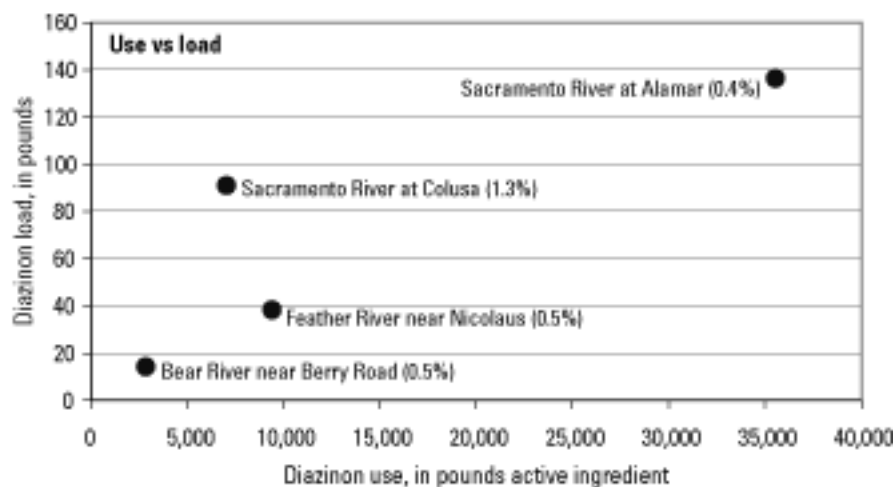 Use vs load
160
140
120
100
80
60
40
20
0
Diazinon load, in pounds
Sacramento River at Alamar (0.4%)
Sacramento River at Colusa (1.3%)
Feather River near Nicolaus (0.5%)
Bear River near Berry Road (0.5%)
0 5,000 10,000 15,000 20,000 25,000 30,000 35,000 40,000
Diazinon use, in pounds active ingredient